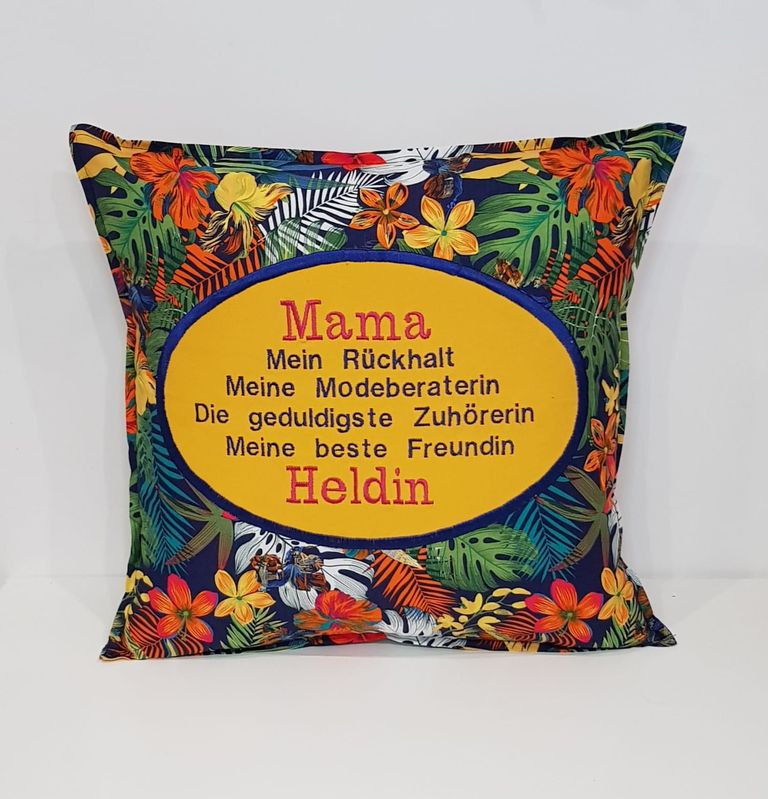 Mama
Mein Rückhalt
Meine Modeberaterin
Die geduldigste Zuhörerin
Meine beste Freundin
Heldin